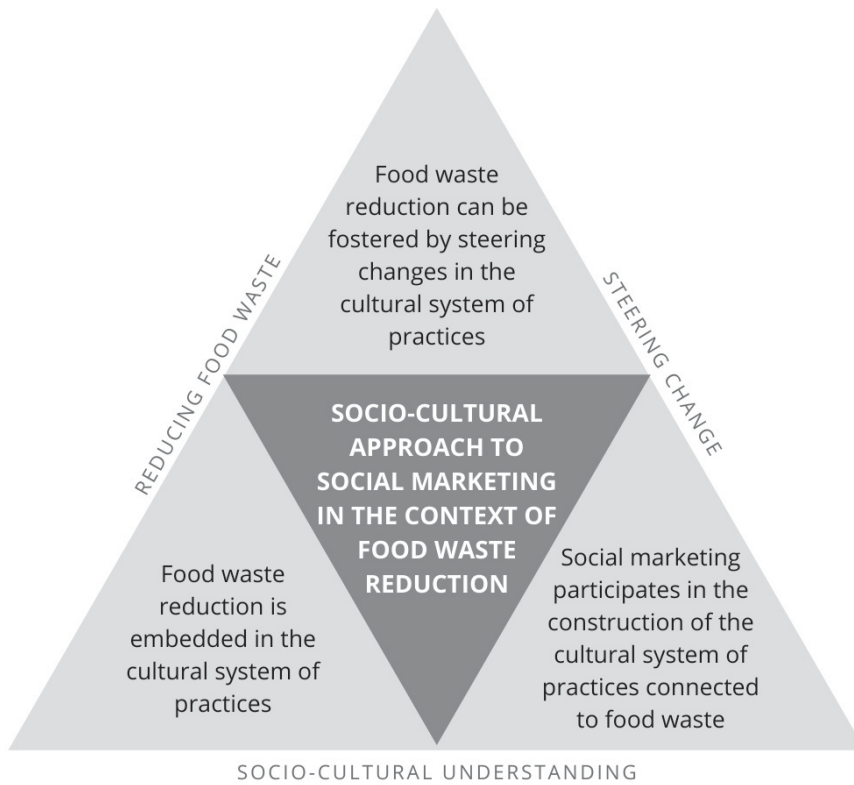 Food waste
reduction can be
fostered by steering
changes in the
cultural system of
practices
REDUCING FOOD WASTE
STEERING CHANGE
SOCIO-CULTURAL
APPROACH TO
SOCIAL MARKETING
IN THE CONTEXT OF
FOOD WASTE
REDUCTION
Food waste
reduction is
embedded in the
cultural system of
practices
Social marketing
participates in the
construction of the
cultural system of
practices connected
to food waste
SOCIO-CULTURAL UNDERSTANDING